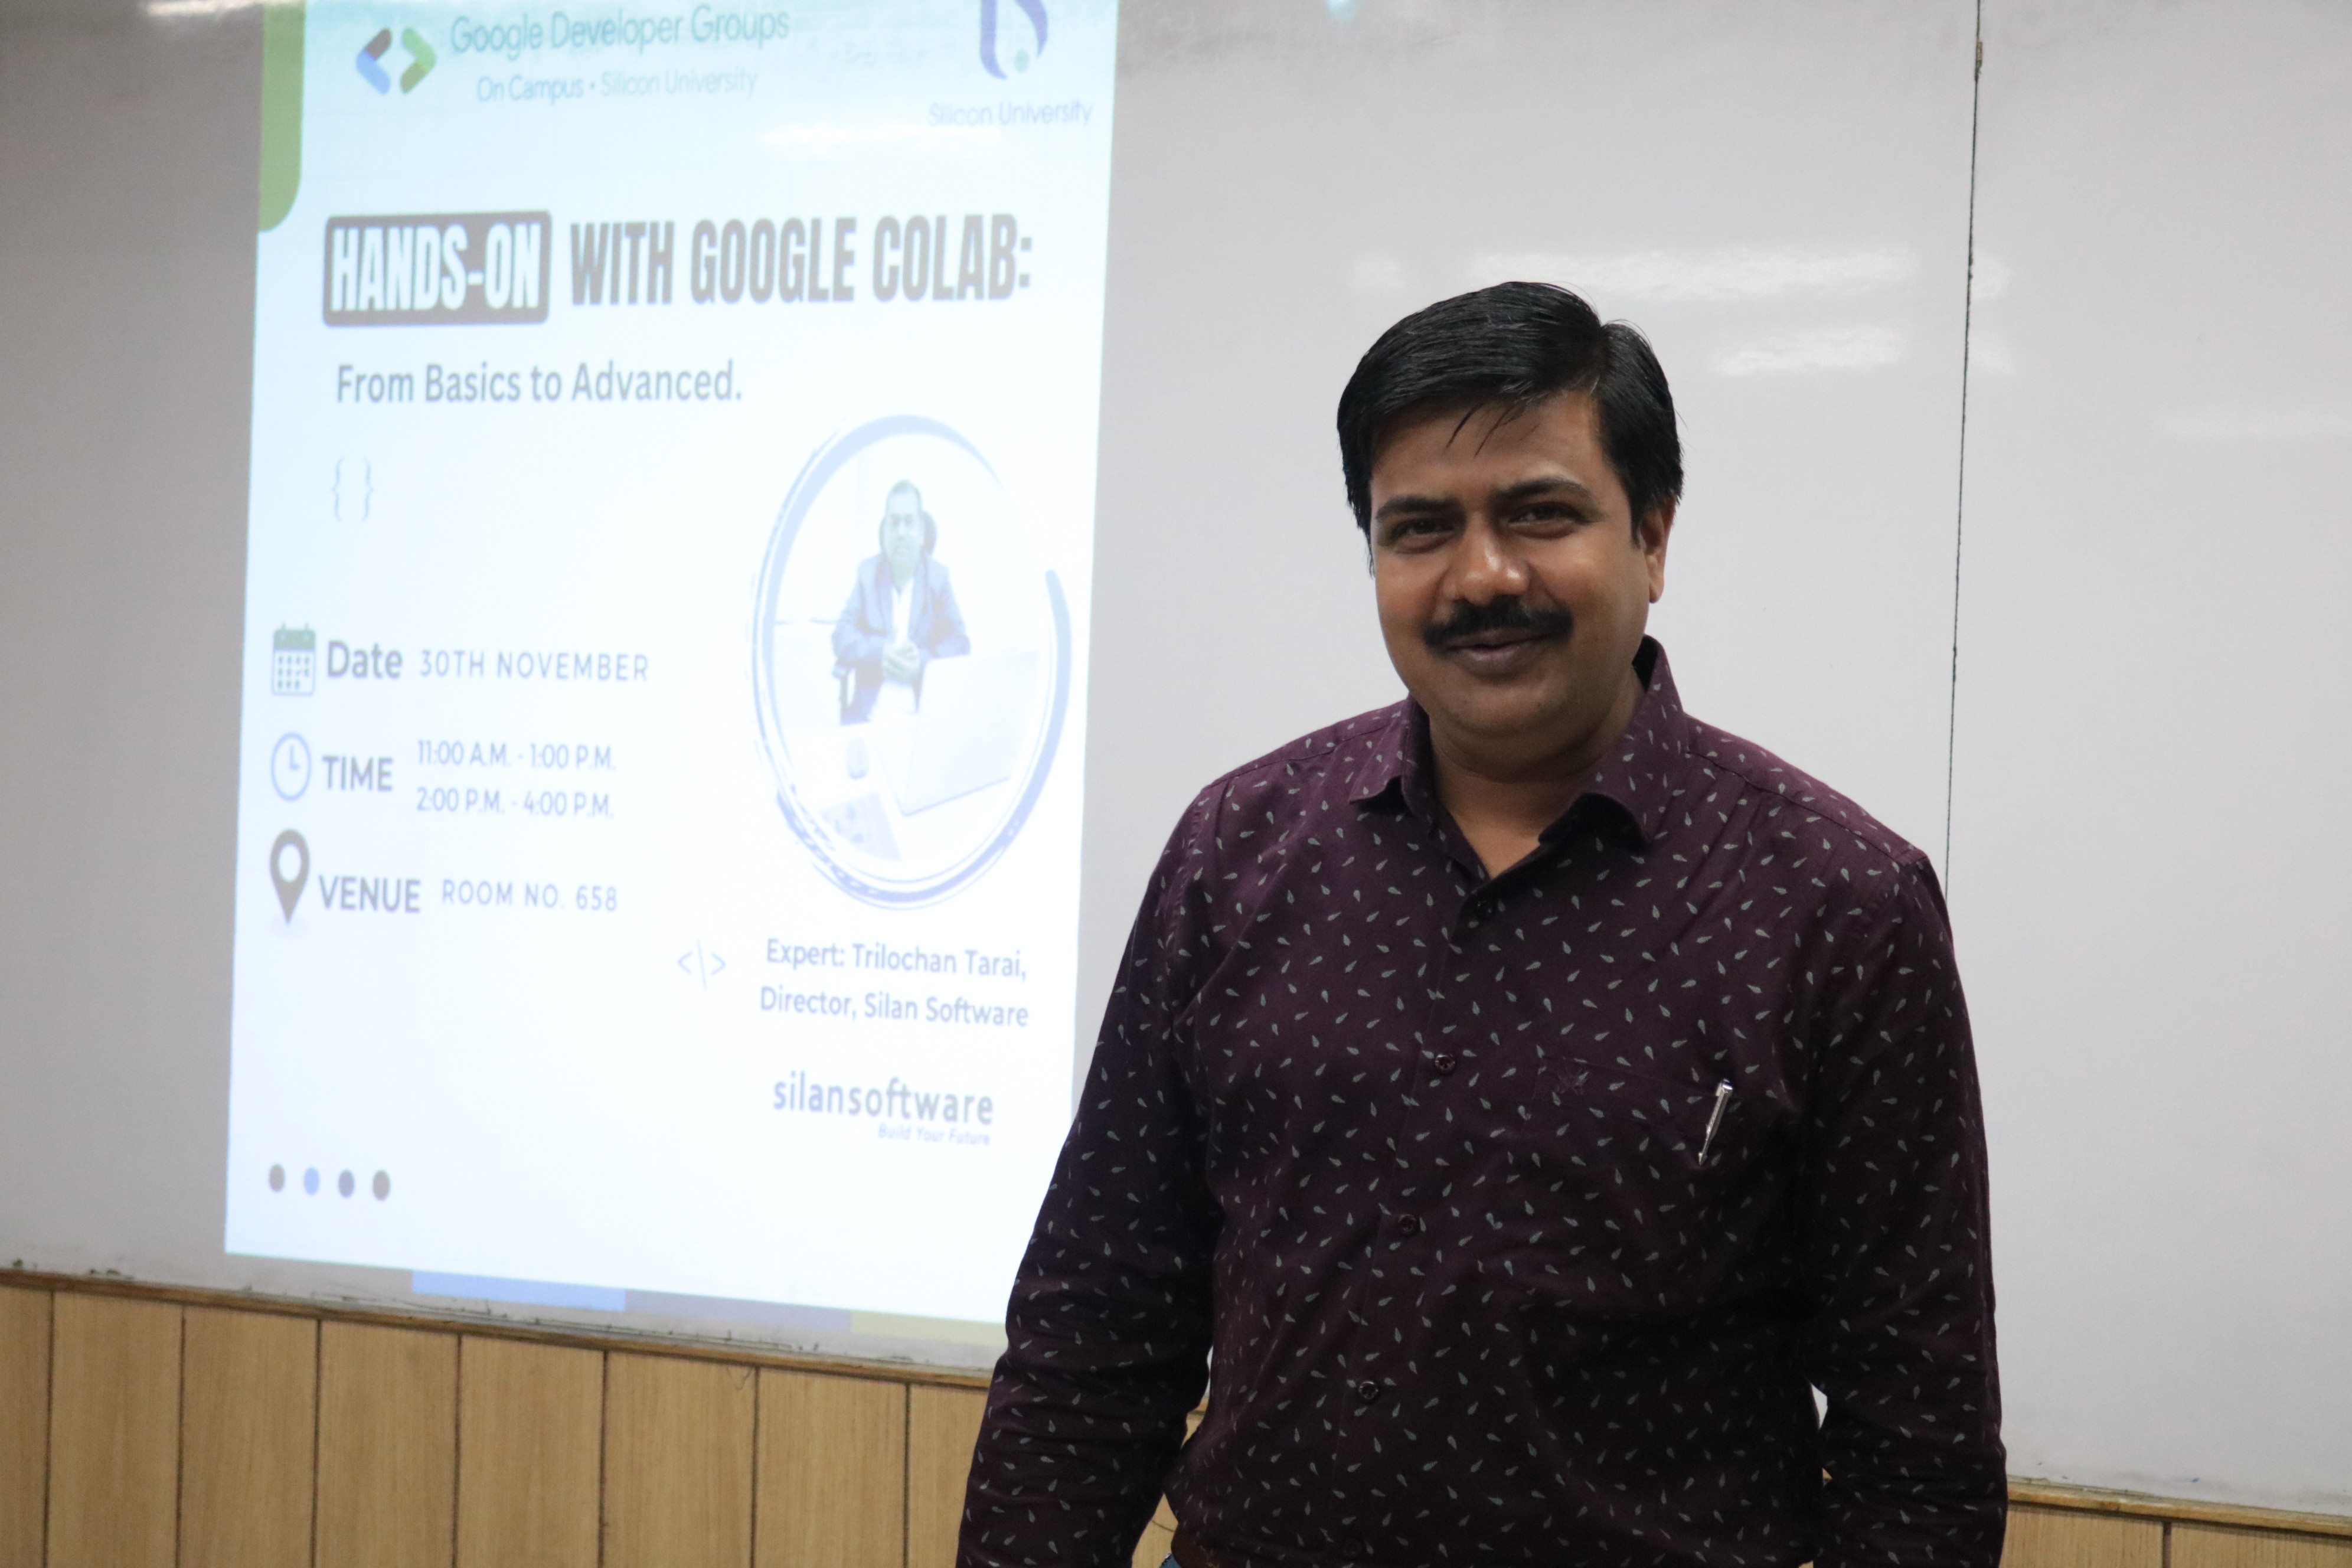 Google Developer Groups
On Campus • Silicon University
Silicon University
HANDS-ON WITH GOOGLE COLAB:
From Basics to Advanced.
{ }
Date 30TH NOVEMBER
TIME 11:00 A.M. - 1:00 P.M.
2:00 P.M. - 4:00 P.M.
VENUE ROOM NO. 658
<\>
Expert: Trilochan Tarai,
Director, Silan Software
silansoftware
Build Your Future